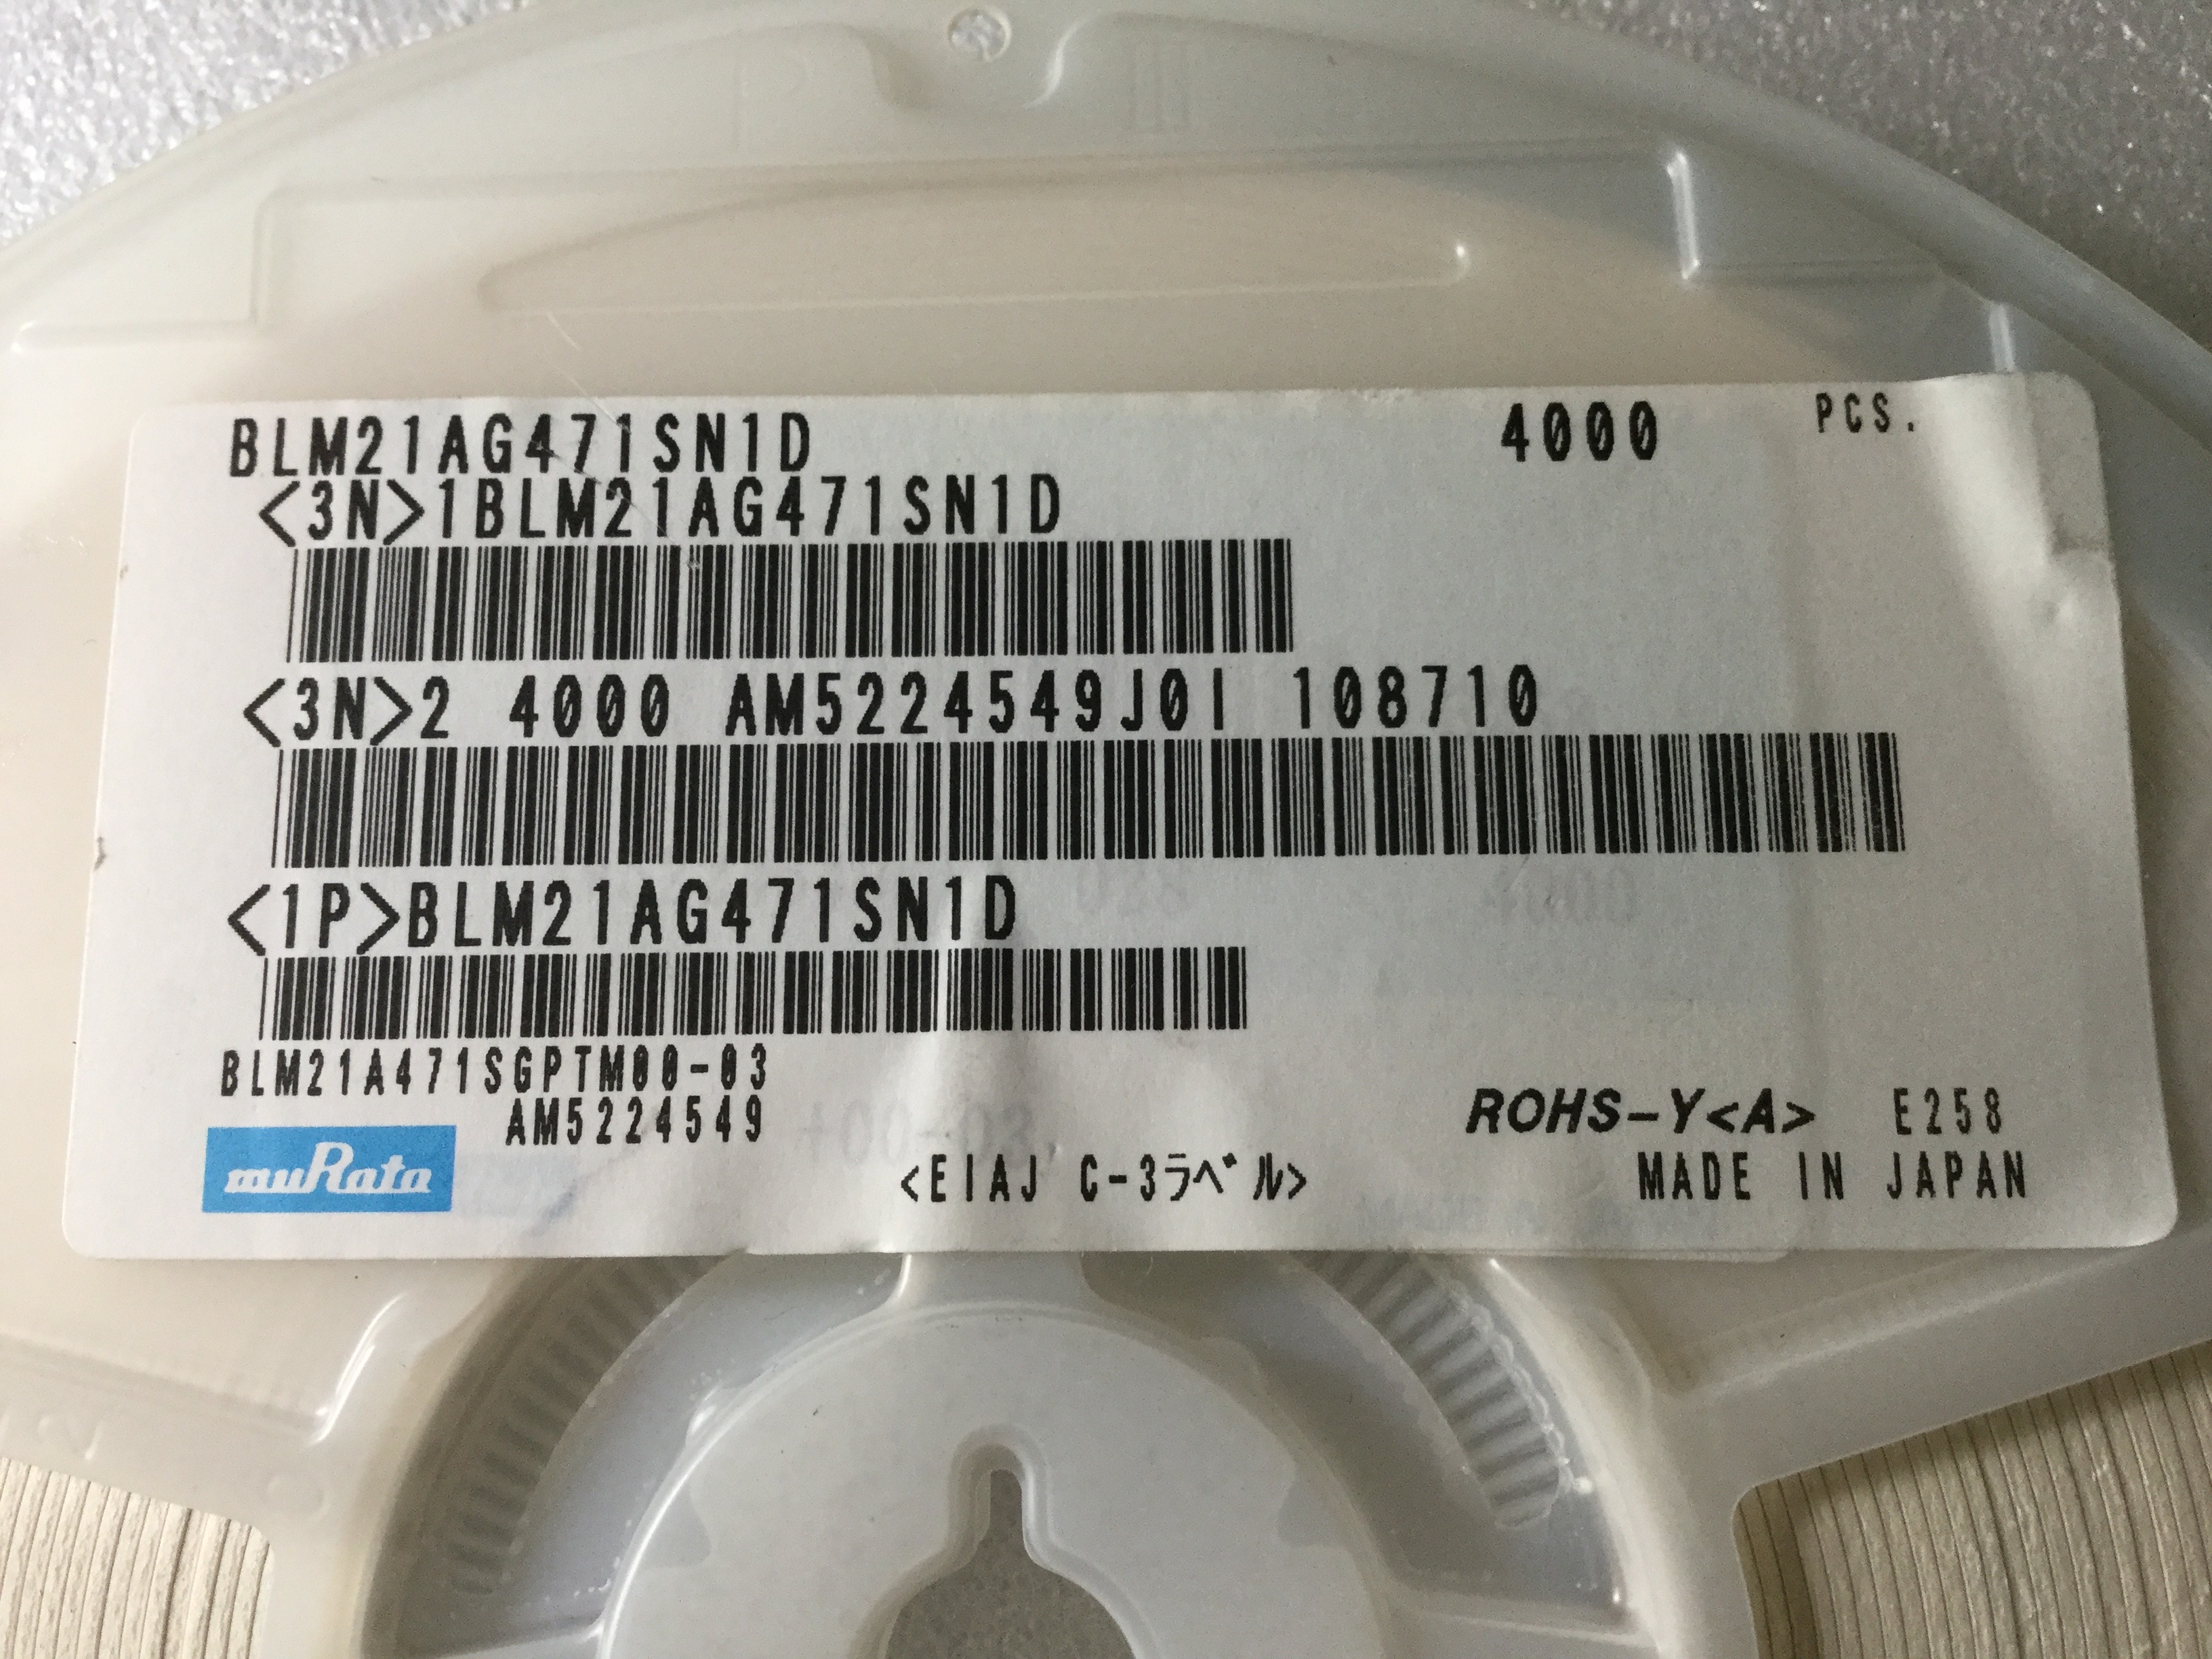 BLM21AG471SN1D 4000 PCS.
<3N>1BLM21AG471SN1D
<3N>2 4000 AM5224549J0I 108710
<1P>BLM21AG471SN1D
BLM21A471SGPTM00-03
AM5224549
ROHS-Y<A> E258
muRata
<EIAJ C-3ラベル>
MADE IN JAPAN